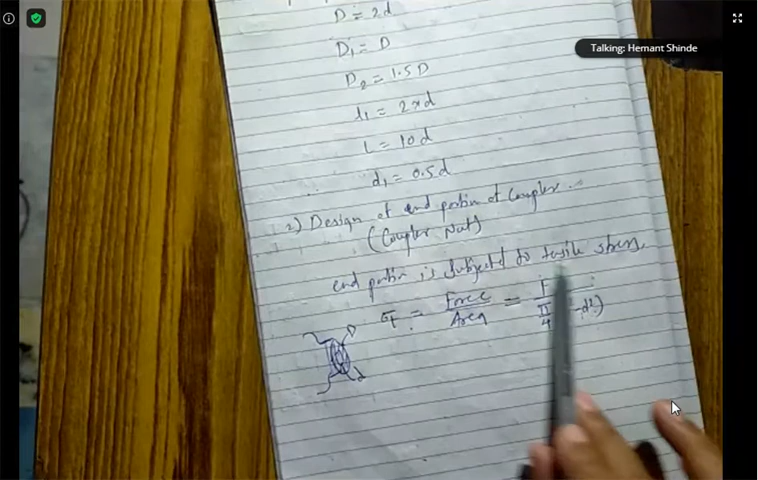 Talking: Hemant Shinde
D = 2d
D₁ = D
D₂ = 1.5D
l₁ = 2xd
l = 10d
d₁ = 0.5d
2) Design of end portion of Coupler.
(Coupler Nut)
end portion is subjected to tensile stress.
σT = Force/Area = F / π/4 -d²)
D
d